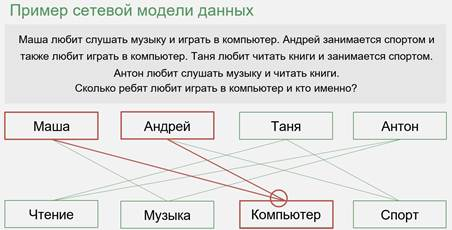 Пример сетевой модели данных
Маша любит слушать музыку и играть в компьютер. Андрей занимается спортом и
также любит играть в компьютер. Таня любит читать книги и занимается спортом.
Антон любит слушать музыку и читать книги.
Сколько ребят любит играть в компьютер и кто именно?
Маша Андрей Таня Антон
Чтение Музыка Компьютер Спорт